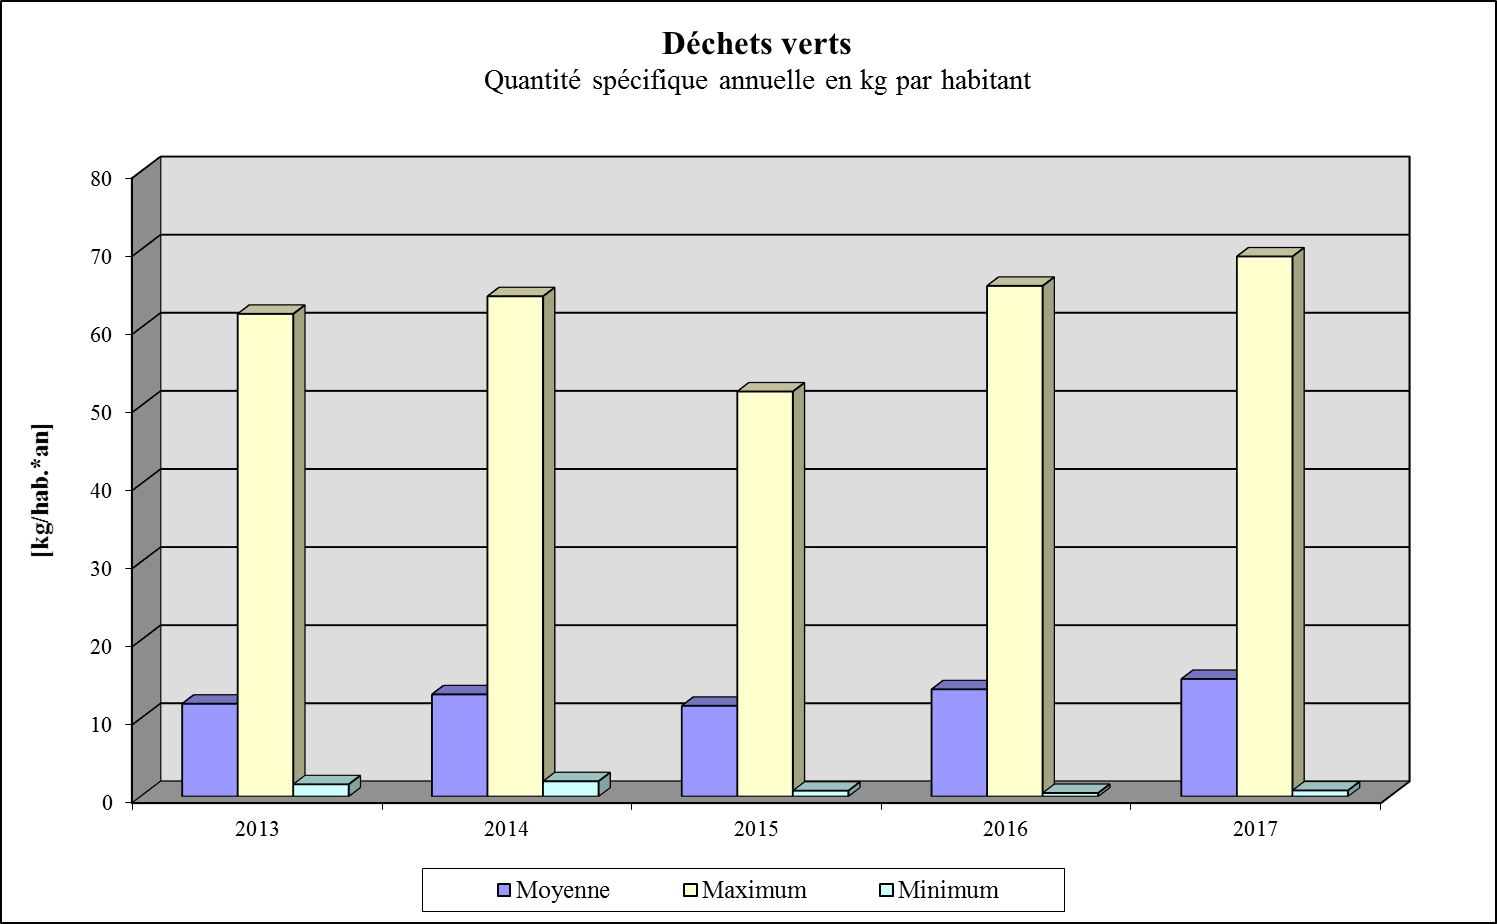 Déchets verts
Quantité spécifique annuelle en kg par habitant
80
70
60
50
40
30
20
10
0
[kg/hab.*an]
2013 2014 2015 2016 2017
Moyenne Maximum Minimum